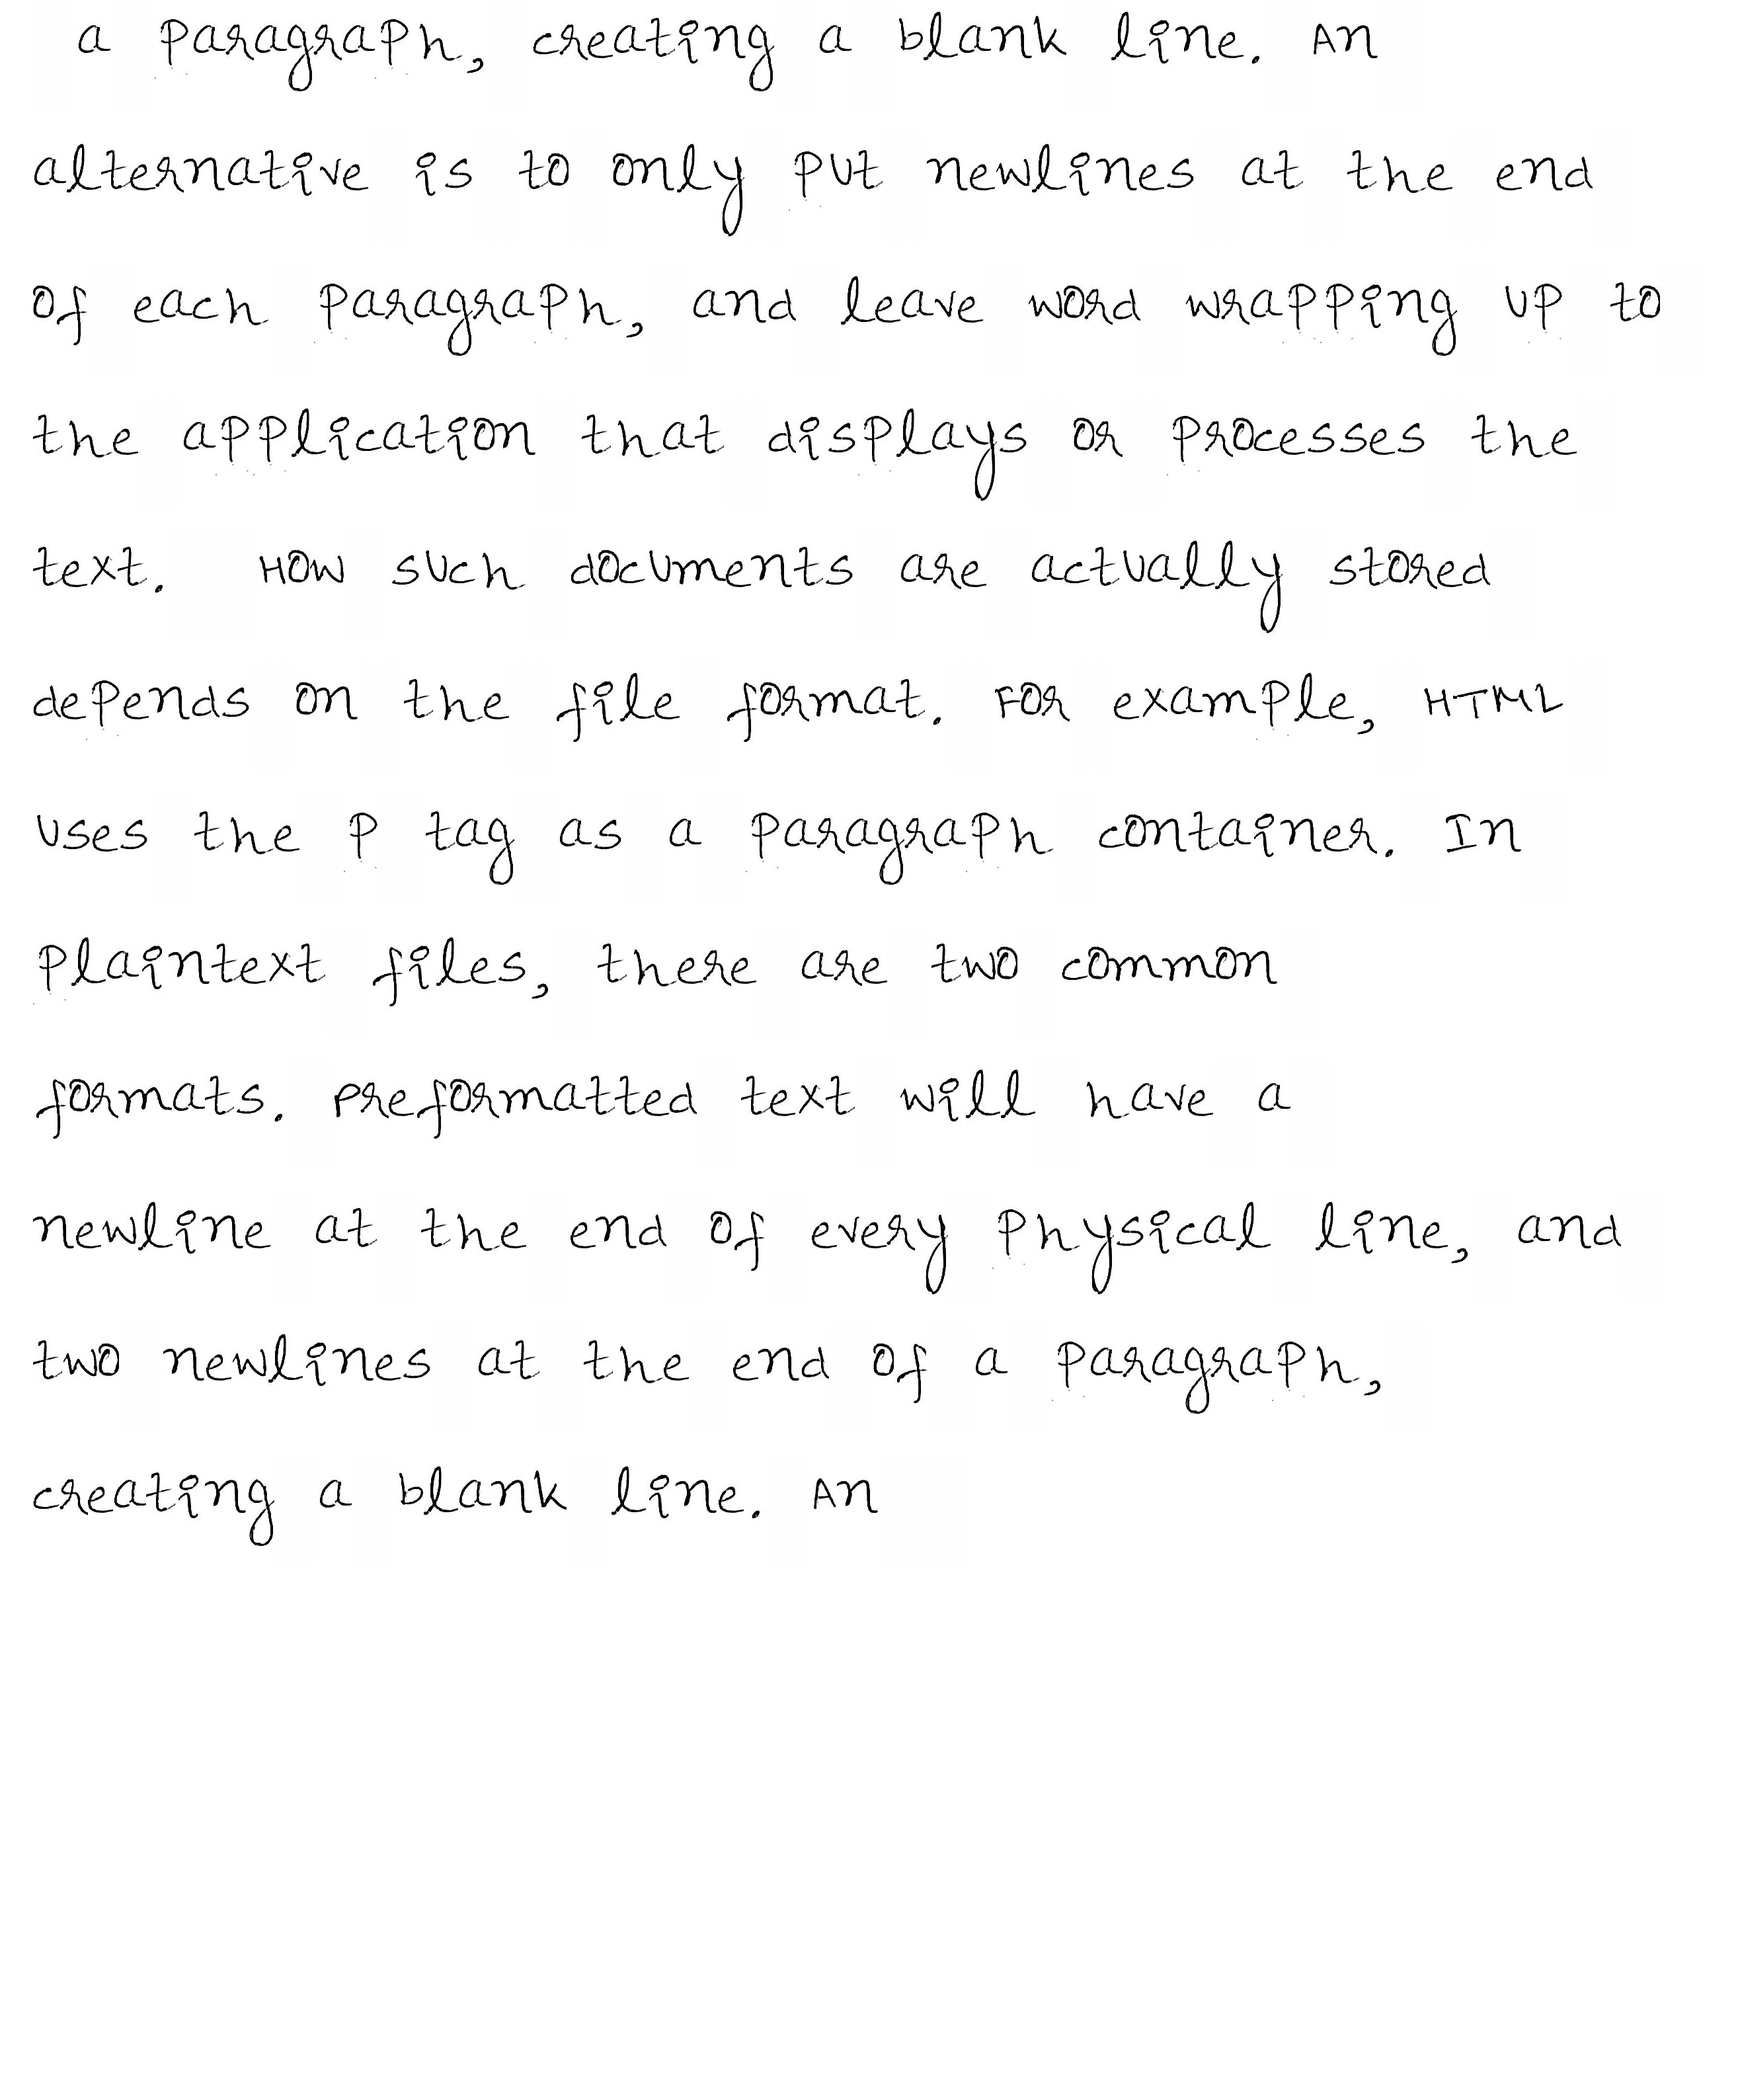 a paragraph, creating a blank line. An
alternative is to only put newlines at the end
of each paragraph, and leave word wrapping up to
the application that displays or processes the
text. How such documents are actually stored
depends on the file format. For example, HTML
uses the p tag as a paragraph container. In
plaintext files, there are two common
formats. Preformatted text will have a
newline at the end of every physical line, and
two newlines at the end of a paragraph,
creating a blank line. An